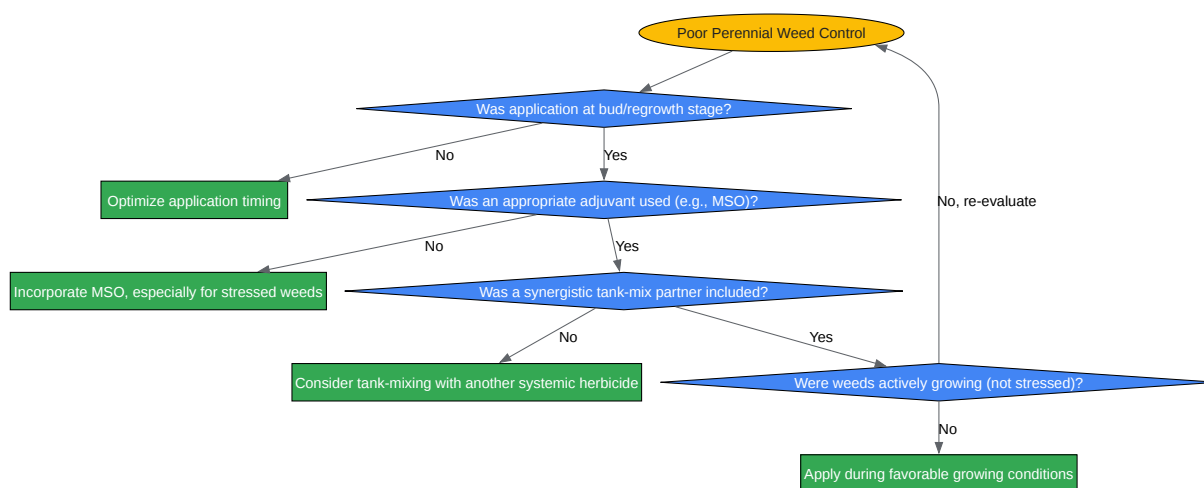 Poor Perennial Weed Control
Was application at bud/regrowth stage?
No
Yes
Optimize application timing
Was an appropriate adjuvant used (e.g., MSO)?
No, re-evaluate
No
Yes
Incorporate MSO, especially for stressed weeds
Was a synergistic tank-mix partner included?
No
Yes
Consider tank-mixing with another systemic herbicide
Were weeds actively growing (not stressed)?
No
Apply during favorable growing conditions